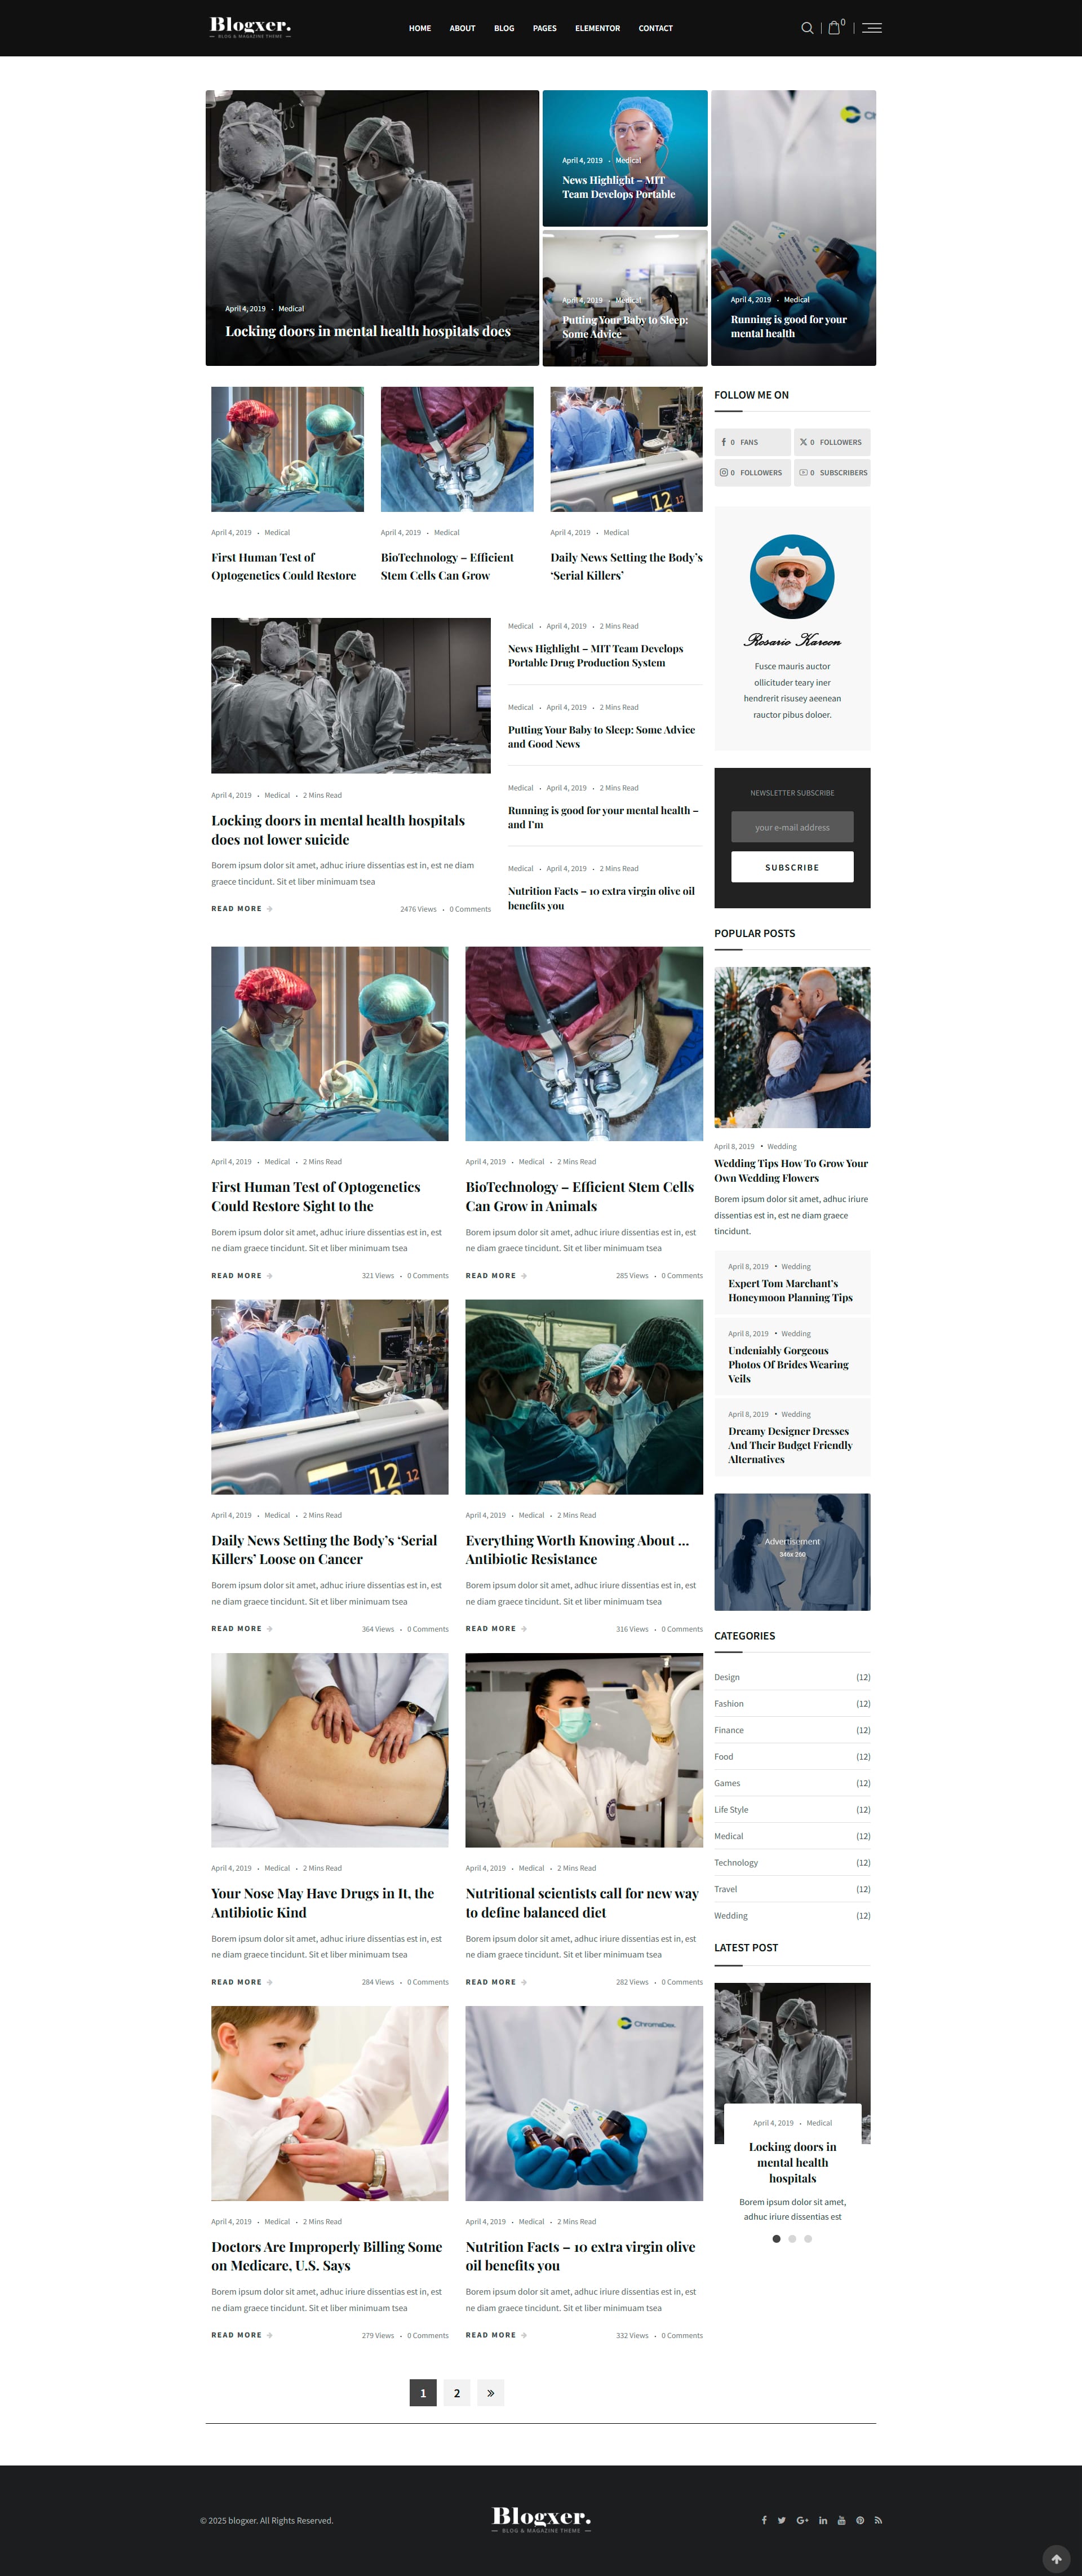 Blogxer.
BLOG & MAGAZINE THEME
HOME
ABOUT
BLOG
PAGES
ELEMENTOR
CONTACT
0
April 4, 2019 • Medical
Locking doors in mental health hospitals does
April 4, 2019 • Medical
News Highlight – MIT
Team Develops Portable
April 4, 2019 • Medical
Putting Your Baby to Sleep:
Some Advice
April 4, 2019 • Medical
Running is good for your
mental health
April 4, 2019 • Medical
First Human Test of
Optogenetics Could Restore
April 4, 2019 • Medical
BioTechnology – Efficient
Stem Cells Can Grow
12 12
April 4, 2019 • Medical
Daily News Setting the Body’s
‘Serial Killers’
April 4, 2019 • Medical • 2 Mins Read
Locking doors in mental health hospitals
does not lower suicide
Borem ipsum dolor sit amet, adhuc iriure dissentias est in, est ne diam
graece tincidunt. Sit et liber minimuam tsea
READ MORE
2476 Views • 0 Comments
Medical • April 4, 2019 • 2 Mins Read
News Highlight – MIT Team Develops
Portable Drug Production System
Medical • April 4, 2019 • 2 Mins Read
Putting Your Baby to Sleep: Some Advice
and Good News
Medical • April 4, 2019 • 2 Mins Read
Running is good for your mental health –
and I’m
Medical • April 4, 2019 • 2 Mins Read
Nutrition Facts – 10 extra virgin olive oil
benefits you
April 4, 2019 • Medical • 2 Mins Read
First Human Test of Optogenetics
Could Restore Sight to the
Borem ipsum dolor sit amet, adhuc iriure dissentias est in, est
ne diam graece tincidunt. Sit et liber minimuam tsea
READ MORE
321 Views • 0 Comments
April 4, 2019 • Medical • 2 Mins Read
BioTechnology – Efficient Stem Cells
Can Grow in Animals
Borem ipsum dolor sit amet, adhuc iriure dissentias est in, est
ne diam graece tincidunt. Sit et liber minimuam tsea
READ MORE
285 Views • 0 Comments
12 12
April 4, 2019 • Medical • 2 Mins Read
Daily News Setting the Body’s ‘Serial
Killers’ Loose on Cancer
Borem ipsum dolor sit amet, adhuc iriure dissentias est in, est
ne diam graece tincidunt. Sit et liber minimuam tsea
READ MORE
364 Views • 0 Comments
April 4, 2019 • Medical • 2 Mins Read
Everything Worth Knowing About ...
Antibiotic Resistance
Borem ipsum dolor sit amet, adhuc iriure dissentias est in, est
ne diam graece tincidunt. Sit et liber minimuam tsea
READ MORE
316 Views • 0 Comments
April 4, 2019 • Medical • 2 Mins Read
Your Nose May Have Drugs in It, the
Antibiotic Kind
Borem ipsum dolor sit amet, adhuc iriure dissentias est in, est
ne diam graece tincidunt. Sit et liber minimuam tsea
READ MORE
284 Views • 0 Comments
April 4, 2019 • Medical • 2 Mins Read
Nutritional scientists call for new way
to define balanced diet
Borem ipsum dolor sit amet, adhuc iriure dissentias est in, est
ne diam graece tincidunt. Sit et liber minimuam tsea
READ MORE
282 Views • 0 Comments
April 4, 2019 • Medical • 2 Mins Read
Doctors Are Improperly Billing Some
on Medicare, U.S. Says
Borem ipsum dolor sit amet, adhuc iriure dissentias est in, est
ne diam graece tincidunt. Sit et liber minimuam tsea
READ MORE
279 Views • 0 Comments
ChromaDex
April 4, 2019 • Medical • 2 Mins Read
Nutrition Facts – 10 extra virgin olive
oil benefits you
Borem ipsum dolor sit amet, adhuc iriure dissentias est in, est
ne diam graece tincidunt. Sit et liber minimuam tsea
READ MORE
332 Views • 0 Comments
1
2
»
FOLLOW ME ON
0 FANS
0 FOLLOWERS
0 FOLLOWERS
0 SUBSCRIBERS
Rosario Kareon
Fusce mauris auctor
ollicituder teary iner
hendrerit risusey aeenean
rauctor pibus doloer.
NEWSLETTER SUBSCRIBE
your e-mail address
SUBSCRIBE
POPULAR POSTS
April 8, 2019 • Wedding
Wedding Tips How To Grow Your
Own Wedding Flowers
Borem ipsum dolor sit amet, adhuc iriure
dissentias est in, est ne diam graece
tincidunt.
April 8, 2019 • Wedding
Expert Tom Marchant’s
Honeymoon Planning Tips
April 8, 2019 • Wedding
Undeniably Gorgeous
Photos Of Brides Wearing
Veils
April 8, 2019 • Wedding
Dreamy Designer Dresses
And Their Budget Friendly
Alternatives
Advertisement
346x 260
CATEGORIES
Design (12)
Fashion (12)
Finance (12)
Food (12)
Games (12)
Life Style (12)
Medical (12)
Technology (12)
Travel (12)
Wedding (12)
LATEST POST
April 4, 2019 • Medical
Locking doors in
mental health
hospitals
Borem ipsum dolor sit amet,
adhuc iriure dissentias est
© 2025 blogxer. All Rights Reserved.
Blogxer.
BLOG & MAGAZINE THEME